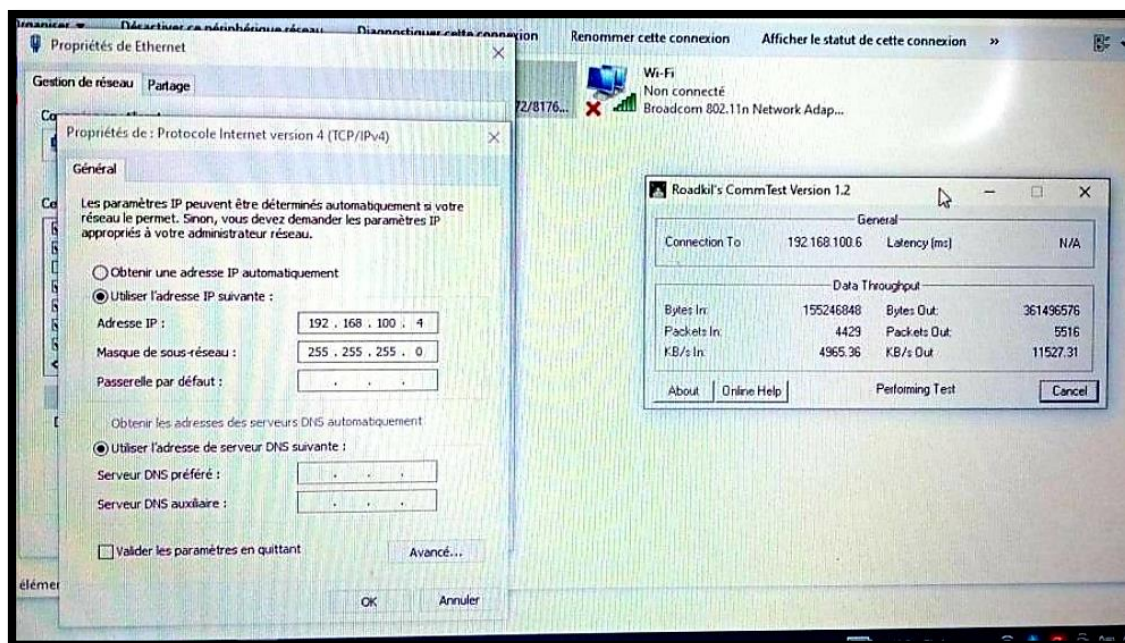 Organiser
Désactiver ce périphérique réseau
Diagnostiquer cette connexion
Renommer cette connexion
Afficher le statut de cette connexion
»
Propriétés de Ethernet
Gestion de réseau
Partage
72/8176...
Wi-Fi
Non connecté
Broadcom 802.11n Network Adap...
Propriétés de : Protocole Internet version 4 (TCP/IPv4)
Général
Les paramètres IP peuvent être déterminés automatiquement si votre
réseau le permet. Sinon, vous devez demander les paramètres IP
appropriés à votre administrateur réseau.
Obtenir une adresse IP automatiquement
Utiliser l'adresse IP suivante :
Adresse IP : 192 . 168 . 100 . 4
Masque de sous-réseau : 255 . 255 . 255 . 0
Passerelle par défaut : . . .
Obtenir les adresses des serveurs DNS automatiquement
Utiliser l'adresse de serveur DNS suivante :
Serveur DNS préféré : . . .
Serveur DNS auxiliaire : . . .
Valider les paramètres en quittant
Avancé...
OK
Annuler
Roadkil's CommTest Version 1.2
General
Connection To 192.168.100.6 Latency (ms) N/A
Data Throughput
Bytes In: 155246848 Bytes Out: 361496576
Packets In: 4429 Packets Out: 5516
KB/s In: 4965.36 KB/s Out 11527.31
About
Online Help
Performing Test
Cancel